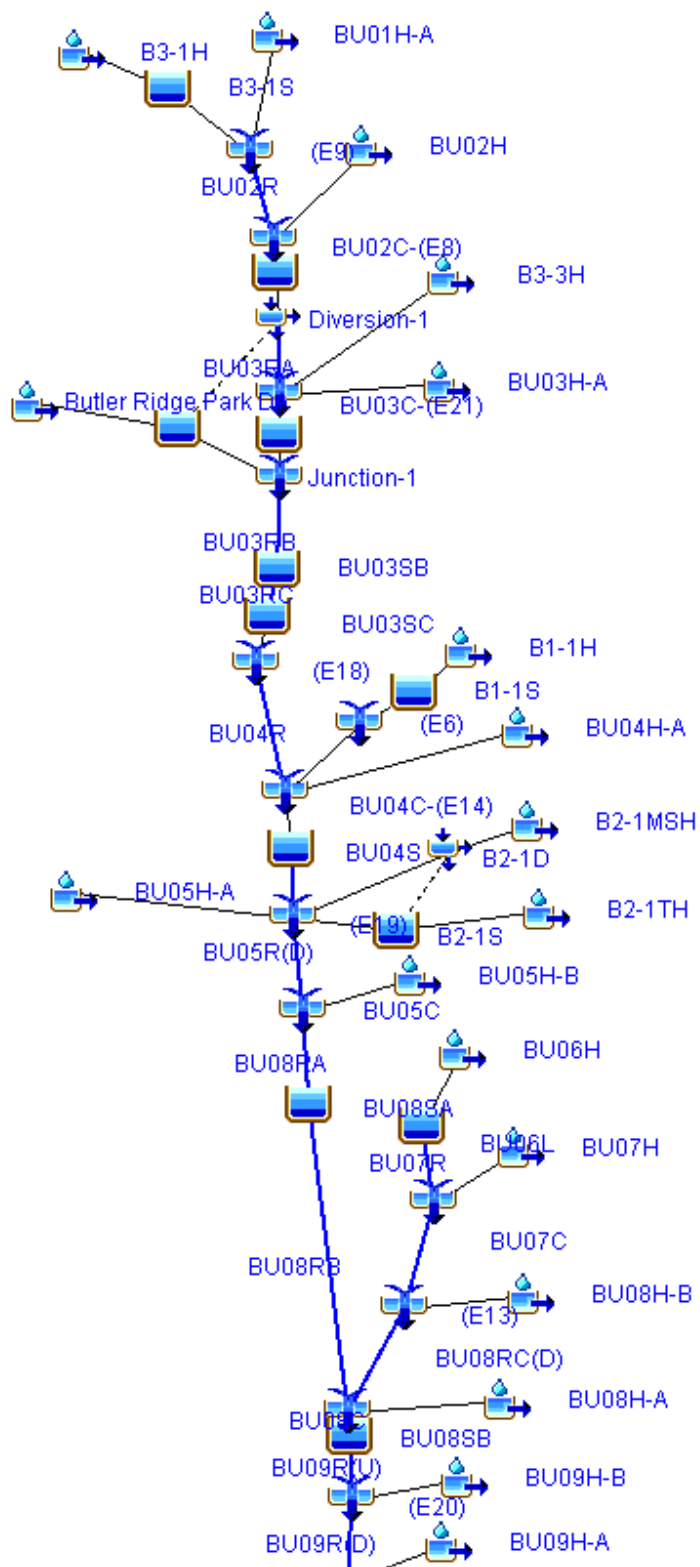 BU01H-A
B3-1H
B3-1S
(E9)
BU02H
BU02R
BU02C-(E8)
B3-3H
Diversion-1
BU03RA
BU03H-A
Butler Ridge Park D
BU03C-(E21)
Junction-1
BU03RB
BU03SB
BU03RC
BU03SC
B1-1H
(E18)
B1-1S
(E6)
BU04H-A
BU04R
BU04C-(E14)
B2-1MSH
BU04S
B2-1D
BU05H-A
B2-1TH
(E19)
B2-1S
BU05R(D)
BU05H-B
BU05C
BU06H
BU08RA
BU08SA
BU06L
BU07H
BU07R
BU07C
BU08RB
BU08H-B
(E13)
BU08RC(D)
BU08H-A
BU08C
BU08SB
BU09R(U)
BU09H-B
(E20)
BU09R(D)
BU09H-A